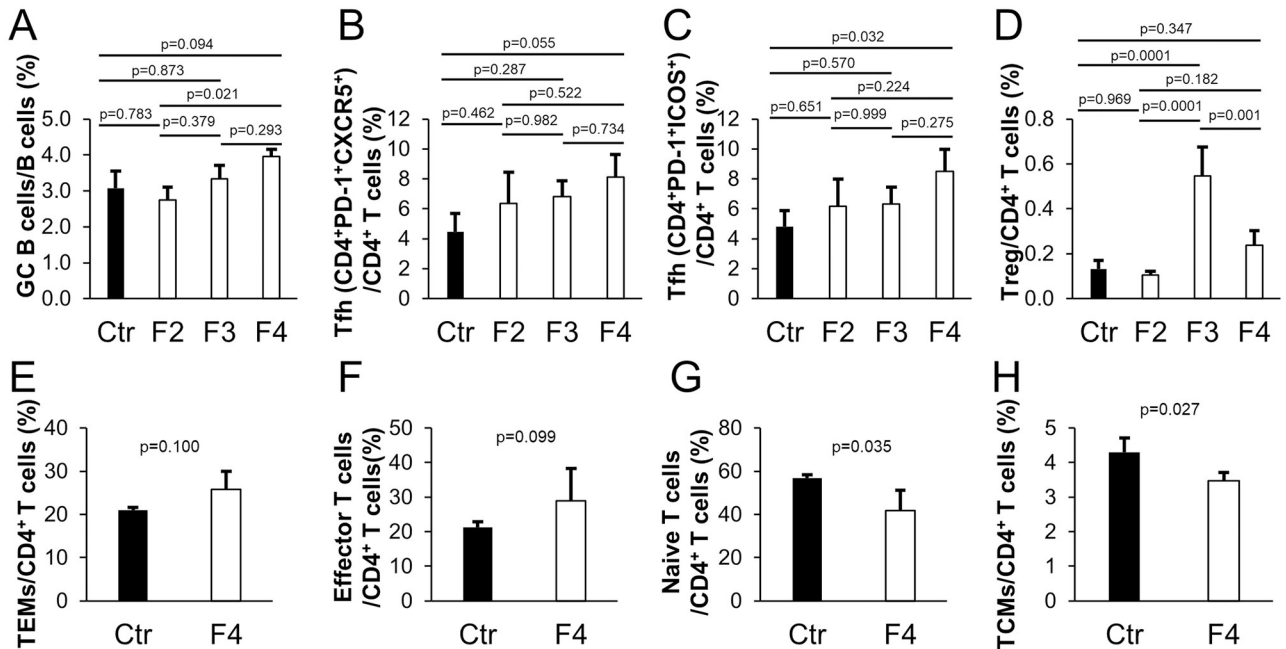 A
p=0.094
p=0.873
p=0.021
p=0.783
p=0.379
p=0.293
GC B cells/B cells (%)
5.0
4.0
3.0
2.0
1.0
0.0
Ctr F2 F3 F4
B
p=0.055
p=0.287
p=0.522
p=0.462
p=0.982
p=0.734
Tfh (CD4⁺PD-1⁺CXCR5⁺)
/CD4⁺ T cells (%)
12
10
8
6
4
2
0
Ctr F2 F3 F4
C
p=0.032
p=0.570
p=0.224
p=0.651
p=0.999
p=0.275
Tfh (CD4⁺PD-1⁺ICOS⁺)
/CD4⁺ T cells (%)
12
10
8
6
4
2
0
Ctr F2 F3 F4
D
p=0.347
p=0.0001
p=0.182
p=0.969
p=0.0001
p=0.001
Treg/CD4⁺ T cells (%)
0.8
0.6
0.4
0.2
0.0
Ctr F2 F3 F4
E
p=0.100
TEMs/CD4⁺ T cells (%)
40
30
20
10
0
Ctr F4
F
p=0.099
Effector T cells
/CD4⁺ T cells(%)
50
40
30
20
10
0
Ctr F4
G
p=0.035
Naive T cells
/CD4⁺ T cells (%)
80
60
40
20
0
Ctr F4
H
p=0.027
TCMs/CD4⁺ T cells (%)
5
4
3
2
1
0
Ctr F4